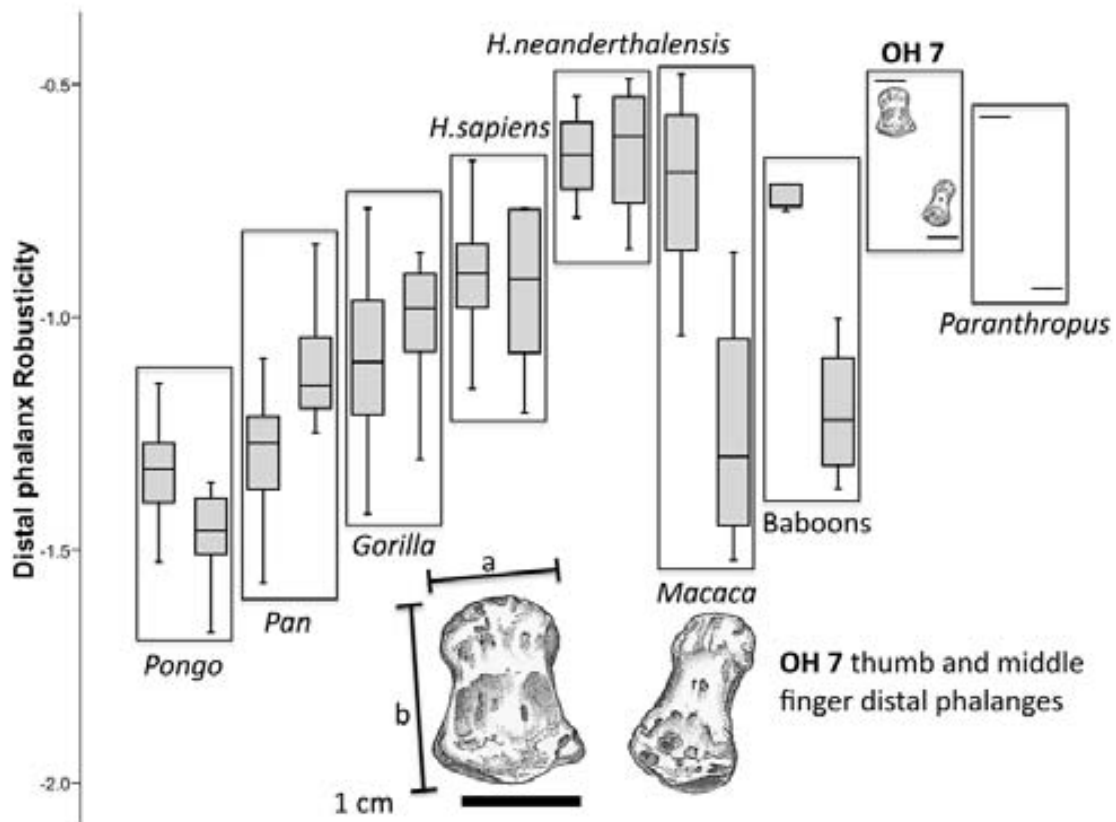 H.neanderthalensis
OH 7
-0.5
H.sapiens
Paranthropus
Distal phalanx Robusticity
-1.0
Baboons
Gorilla
-1.5
a
Macaca
Pan
Pongo
b
OH 7 thumb and middle
finger distal phalanges
-2.0
1 cm